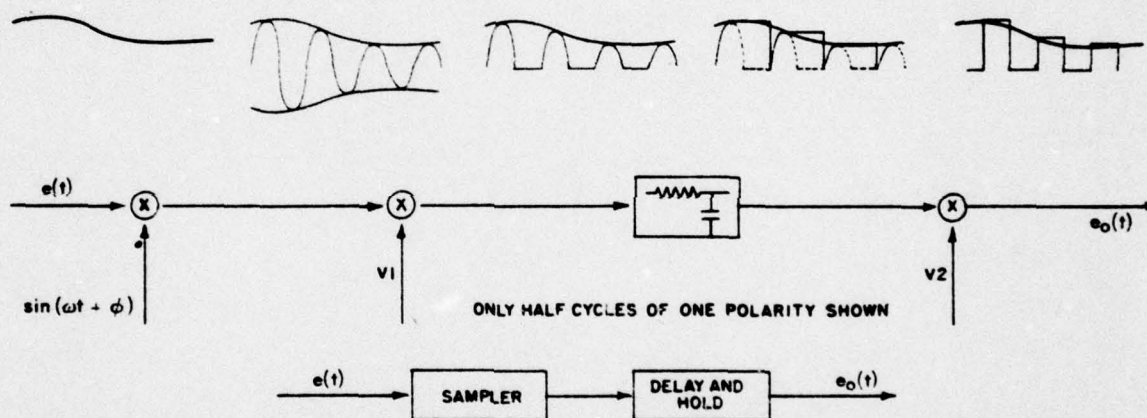 e(t)
X
X
X
e₀(t)
V1
V2
sin (ωt + φ)
ONLY HALF CYCLES OF ONE POLARITY SHOWN
e(t)
SAMPLER
DELAY AND
HOLD
e₀(t)